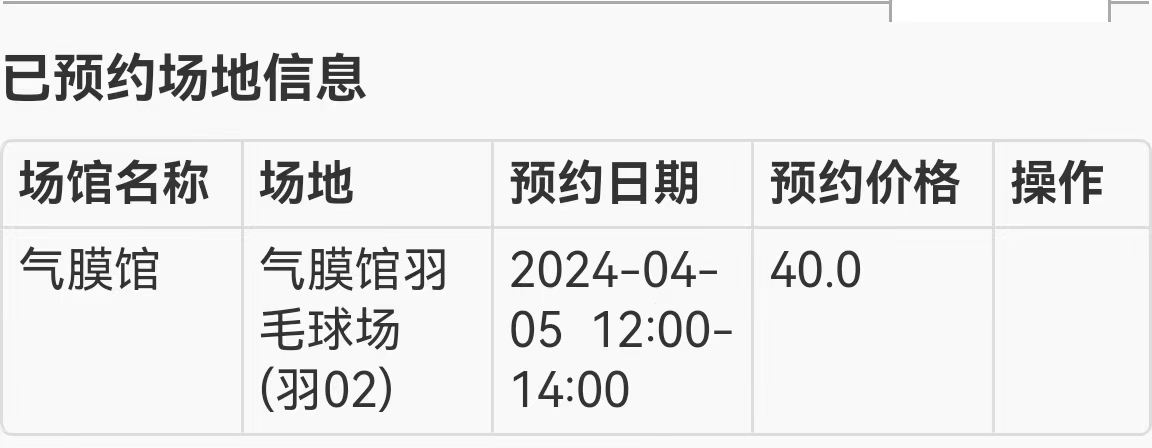 已预约场地信息
场馆名称 场地 预约日期 预约价格 操作
气膜馆 气膜馆羽 2024-04- 40.0
毛球场 05 12:00-
(羽02) 14:00